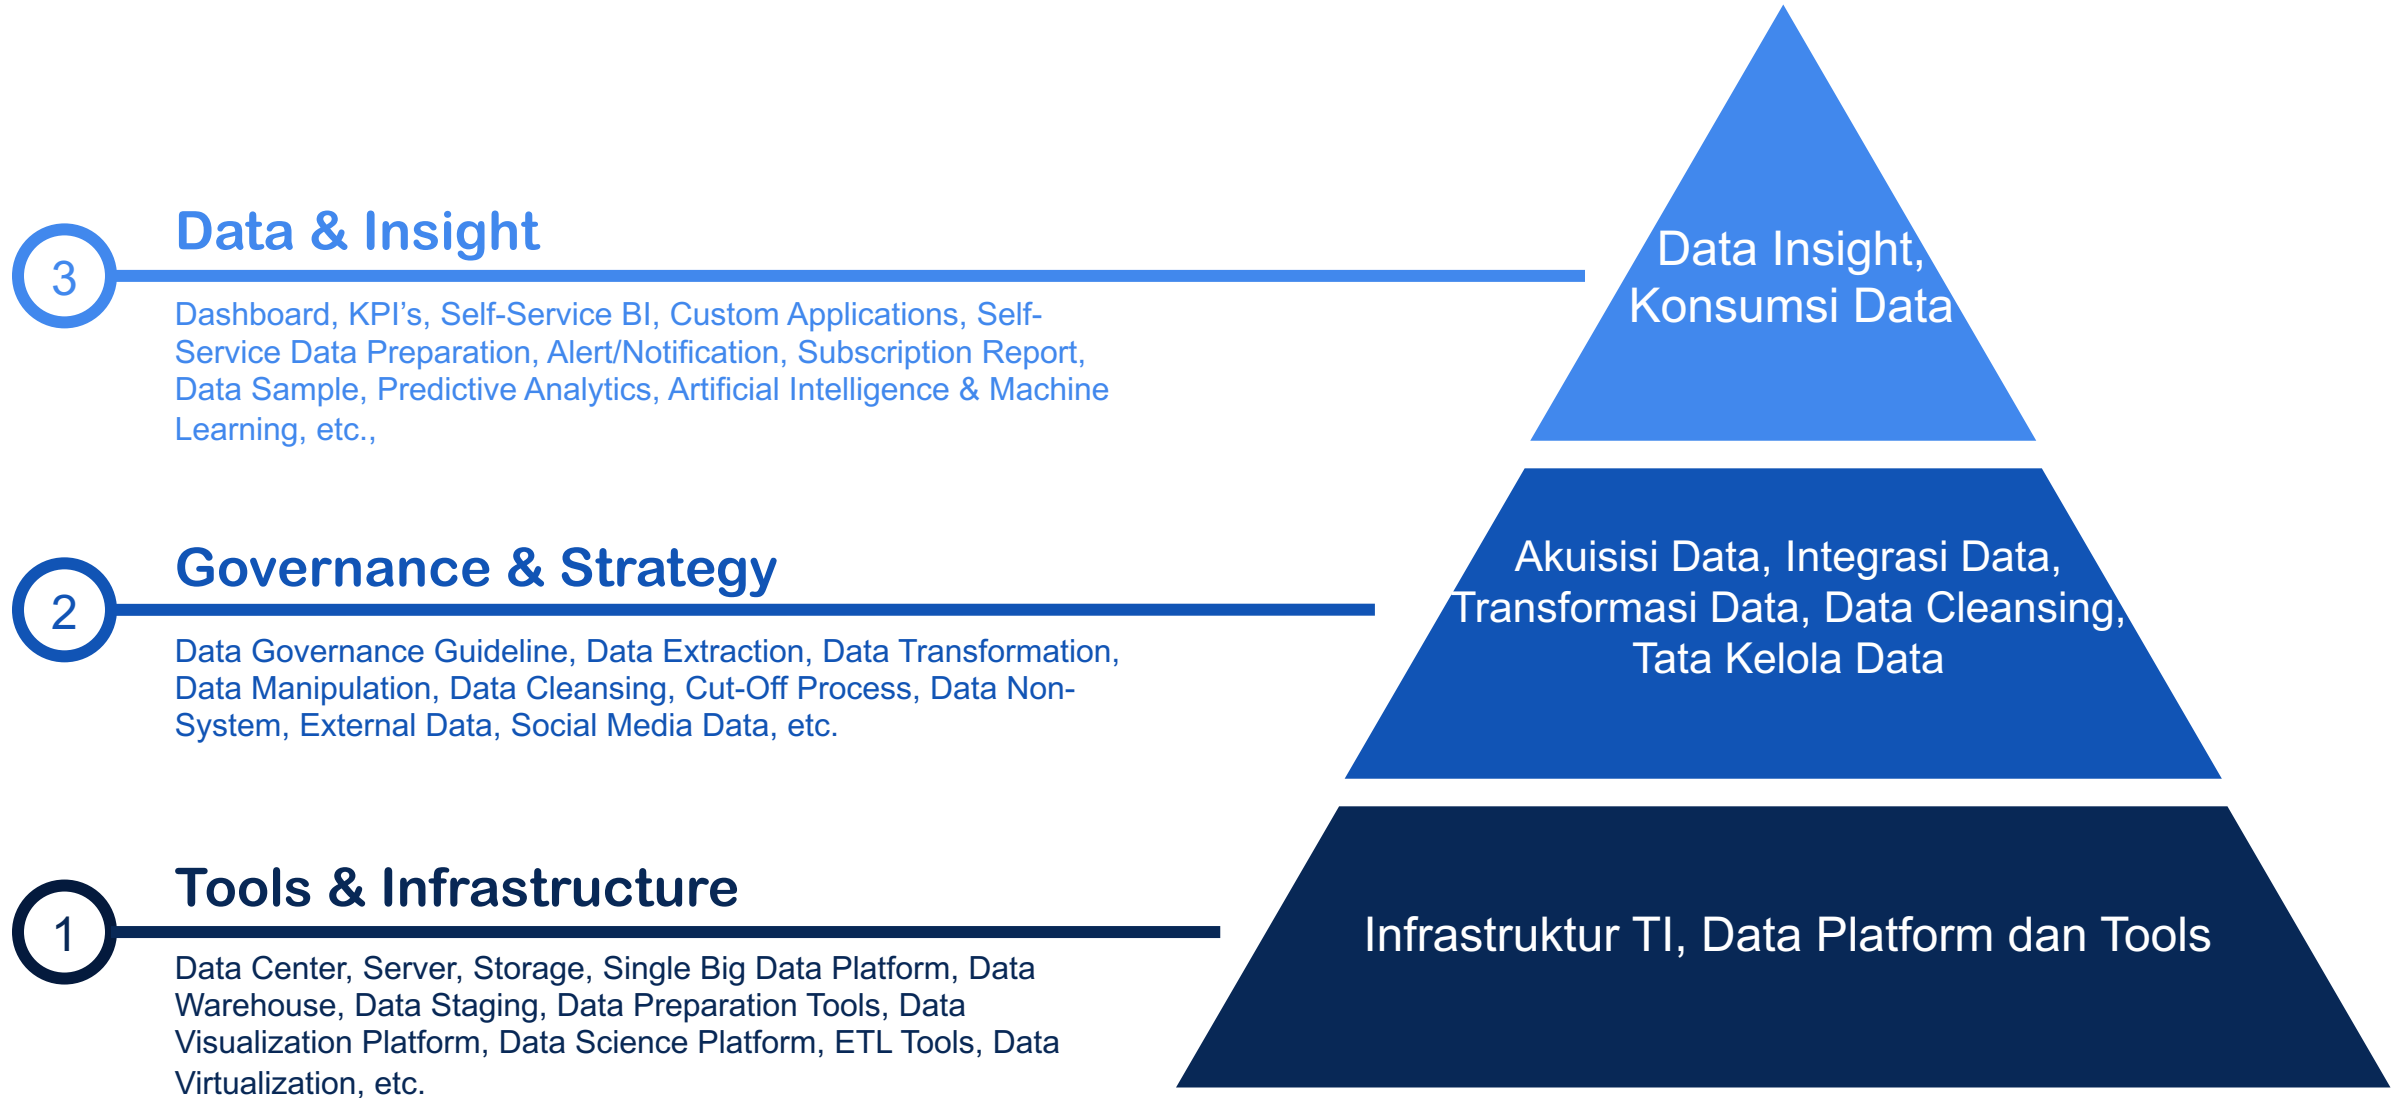 3
Data & Insight
Dashboard, KPI’s, Self-Service BI, Custom Applications, Self-
Service Data Preparation, Alert/Notification, Subscription Report,
Data Sample, Predictive Analytics, Artificial Intelligence & Machine
Learning, etc.,
Data Insight,
Konsumsi Data
2
Governance & Strategy
Data Governance Guideline, Data Extraction, Data Transformation,
Data Manipulation, Data Cleansing, Cut-Off Process, Data Non-
System, External Data, Social Media Data, etc.
Akuisisi Data, Integrasi Data,
Transformasi Data, Data Cleansing,
Tata Kelola Data
1
Tools & Infrastructure
Data Center, Server, Storage, Single Big Data Platform, Data
Warehouse, Data Staging, Data Preparation Tools, Data
Visualization Platform, Data Science Platform, ETL Tools, Data
Virtualization, etc.
Infrastruktur TI, Data Platform dan Tools